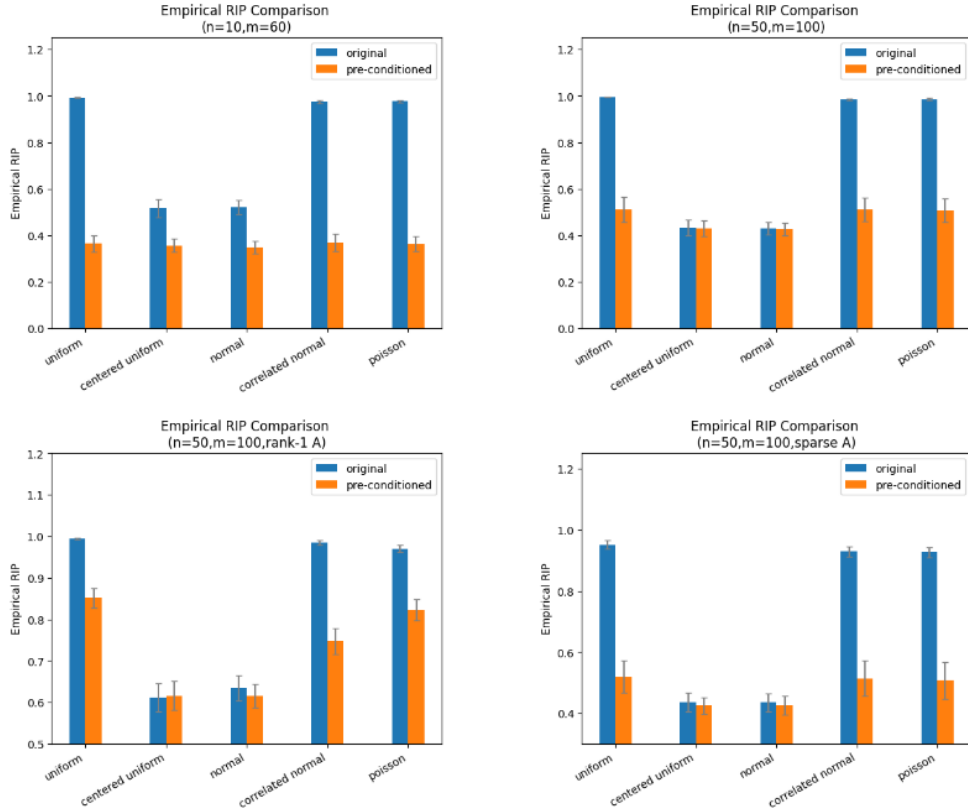 Empirical RIP Comparison
(n=10,m=60)
Empirical RIP
1.2
1.0
0.8
0.6
0.4
0.2
0.0
original
pre-conditioned
uniform
centered uniform
normal
correlated normal
poisson
Empirical RIP Comparison
(n=50,m=100)
Empirical RIP
1.2
1.0
0.8
0.6
0.4
0.2
0.0
original
pre-conditioned
uniform
centered uniform
normal
correlated normal
poisson
Empirical RIP Comparison
(n=50,m=100,rank-1 A)
Empirical RIP
1.2
1.1
1.0
0.9
0.8
0.7
0.6
0.5
original
pre-conditioned
uniform
centered uniform
normal
correlated normal
poisson
Empirical RIP Comparison
(n=50,m=100,sparse A)
Empirical RIP
1.2
1.0
0.8
0.6
0.4
original
pre-conditioned
uniform
centered uniform
normal
correlated normal
poisson